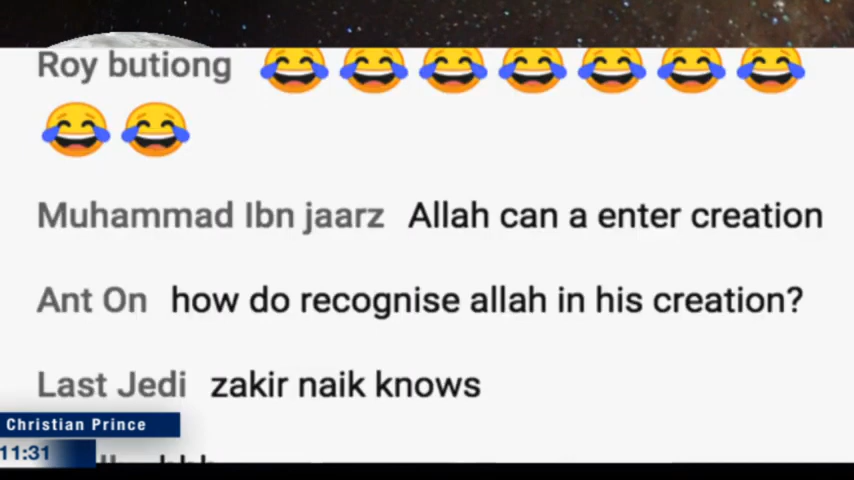 Roy butiong 😂😂😂😂😂😂😂
😂😂
Muhammad Ibn jaarz Allah can a enter creation
Ant On how do recognise allah in his creation?
Last Jedi zakir naik knows
Christian Prince
11:31